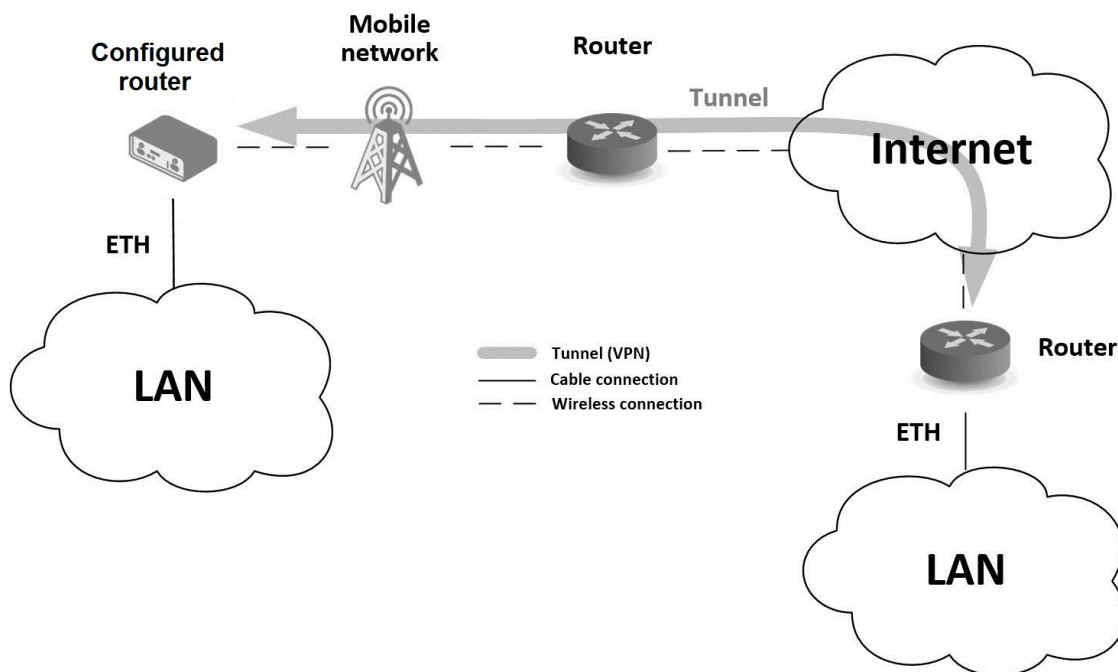 Mobile
network
Configured
router
Router
Tunnel
Internet
ETH
LAN
Tunnel (VPN)
Cable connection
Wireless connection
Router
ETH
LAN